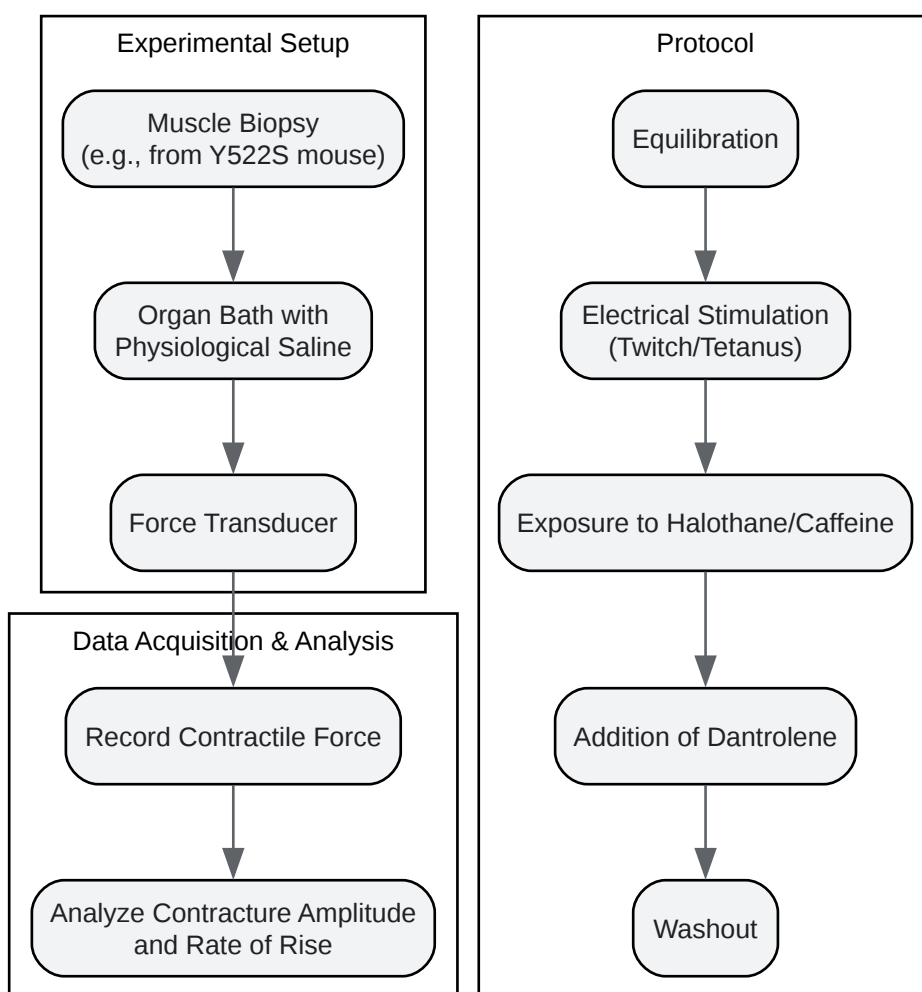 Experimental Setup
Muscle Biopsy
(e.g., from Y522S mouse)
Organ Bath with
Physiological Saline
Force Transducer
Data Acquisition & Analysis
Record Contractile Force
Analyze Contracture Amplitude
and Rate of Rise
Protocol
Equilibration
Electrical Stimulation
(Twitch/Tetanus)
Exposure to Halothane/Caffeine
Addition of Dantrolene
Washout